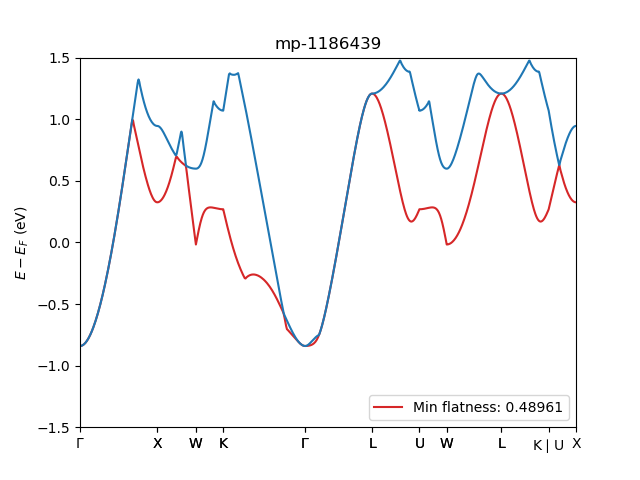 mp-1186439
E − E_F (eV)
1.5
1.0
0.5
0.0
−0.5
−1.0
−1.5
Min flatness: 0.48961
Γ X W K Γ L U W L K | U X